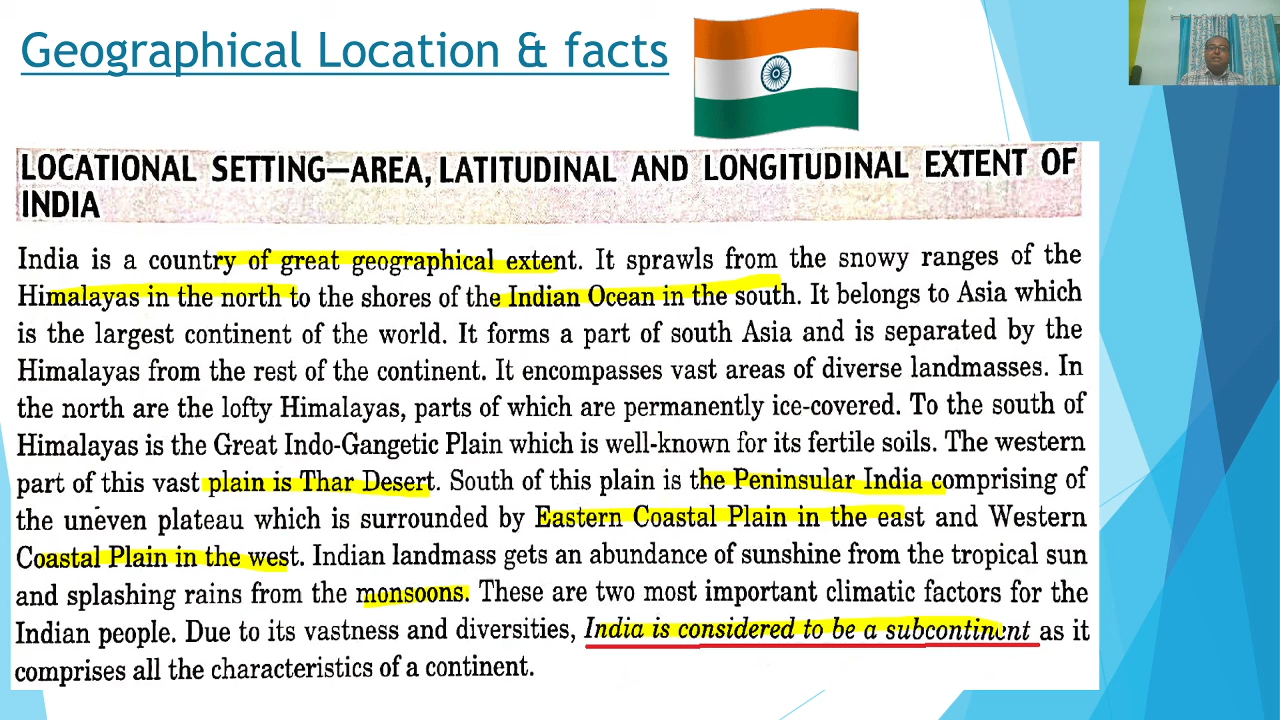 Geographical Location & facts
LOCATIONAL SETTING—AREA, LATITUDINAL AND LONGITUDINAL EXTENT OF
INDIA
India is a country of great geographical extent. It sprawls from the snowy ranges of the
Himalayas in the north to the shores of the Indian Ocean in the south. It belongs to Asia which
is the largest continent of the world. It forms a part of south Asia and is separated by the
Himalayas from the rest of the continent. It encompasses vast areas of diverse landmasses. In
the north are the lofty Himalayas, parts of which are permanently ice-covered. To the south of
Himalayas is the Great Indo-Gangetic Plain which is well-known for its fertile soils. The western
part of this vast plain is Thar Desert. South of this plain is the Peninsular India comprising of
the uneven plateau which is surrounded by Eastern Coastal Plain in the east and Western
Coastal Plain in the west. Indian landmass gets an abundance of sunshine from the tropical sun
and splashing rains from the monsoons. These are two most important climatic factors for the
Indian people. Due to its vastness and diversities, India is considered to be a subcontinent as it
comprises all the characteristics of a continent.